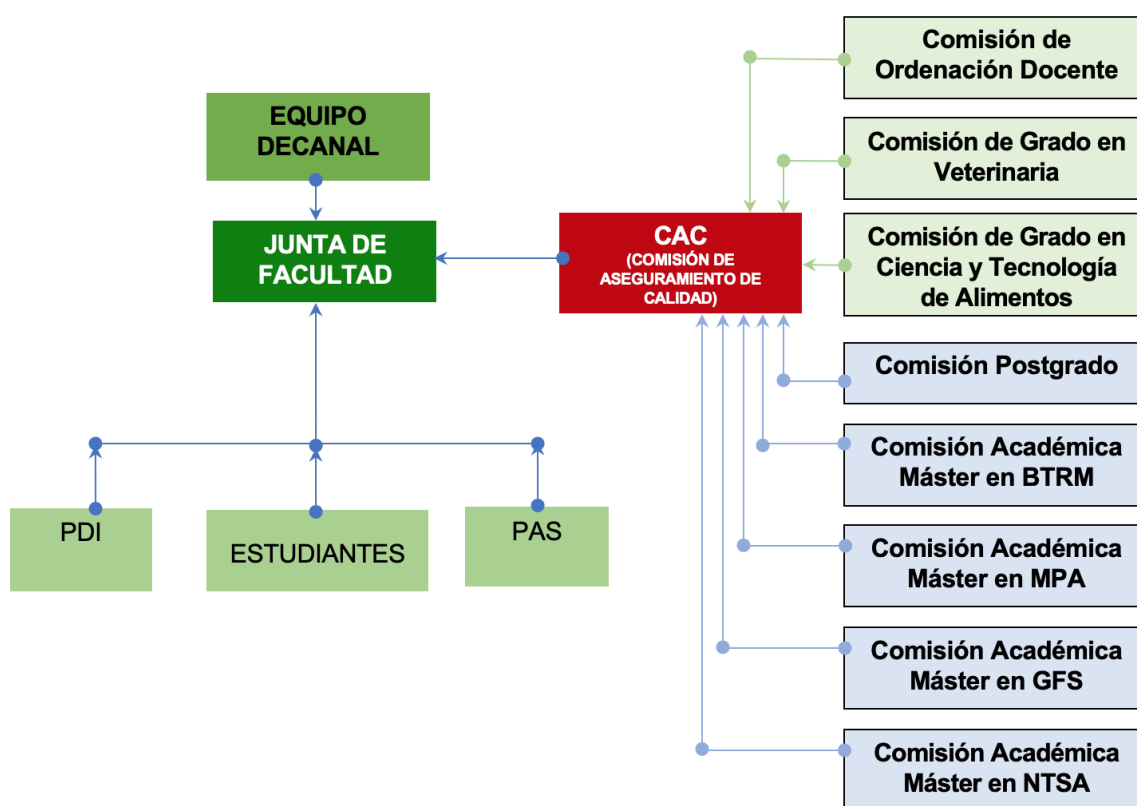 EQUIPO
DECANAL
JUNTA DE
FACULTAD
PDI
ESTUDIANTES
PAS
CAC
(COMISIÓN DE
ASEGURAMIENTO DE
CALIDAD)
Comisión de
Ordenación Docente
Comisión de Grado en
Veterinaria
Comisión de Grado en
Ciencia y Tecnología
de Alimentos
Comisión Postgrado
Comisión Académica
Máster en BTRM
Comisión Académica
Máster en MPA
Comisión Académica
Máster en GFS
Comisión Académica
Máster en NTSA